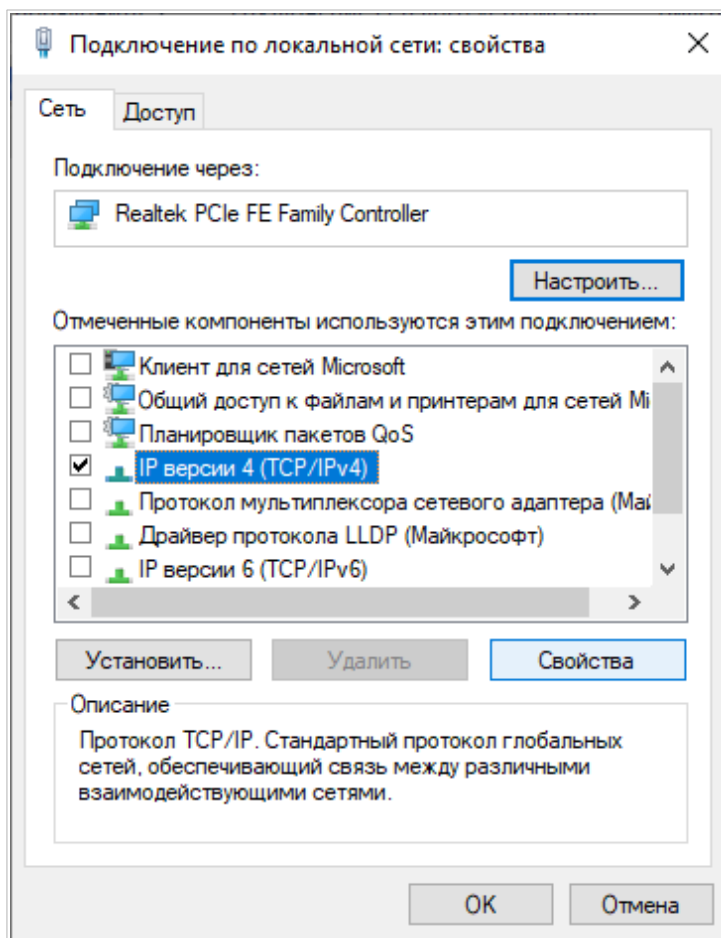 Подключение по локальной сети: свойства
Сеть
Доступ
Подключение через:
Realtek PCIe FE Family Controller
Настроить...
Отмеченные компоненты используются этим подключением:
Клиент для сетей Microsoft
Общий доступ к файлам и принтерам для сетей Mi
Планировщик пакетов QoS
IP версии 4 (TCP/IPv4)
Протокол мультиплексора сетевого адаптера (Май
Драйвер протокола LLDP (Майкрософт)
IP версии 6 (TCP/IPv6)
Установить...
Удалить
Свойства
Описание
Протокол TCP/IP. Стандартный протокол глобальных
сетей, обеспечивающий связь между различными
взаимодействующими сетями.
OK
Отмена